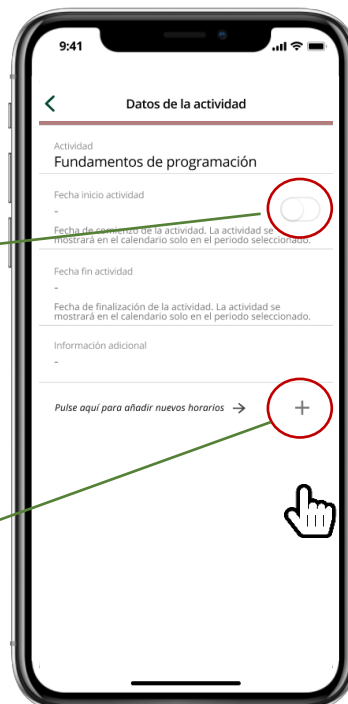 9:41
Datos de la actividad
Actividad
Fundamentos de programación
Fecha inicio actividad
-
Fecha de comienzo de la actividad. La actividad se
mostrará en el calendario solo en el periodo seleccionado.
Fecha fin actividad
-
Fecha de finalización de la actividad. La actividad se
mostrará en el calendario solo en el periodo seleccionado.
Información adicional
-
Pulse aquí para añadir nuevos horarios → +